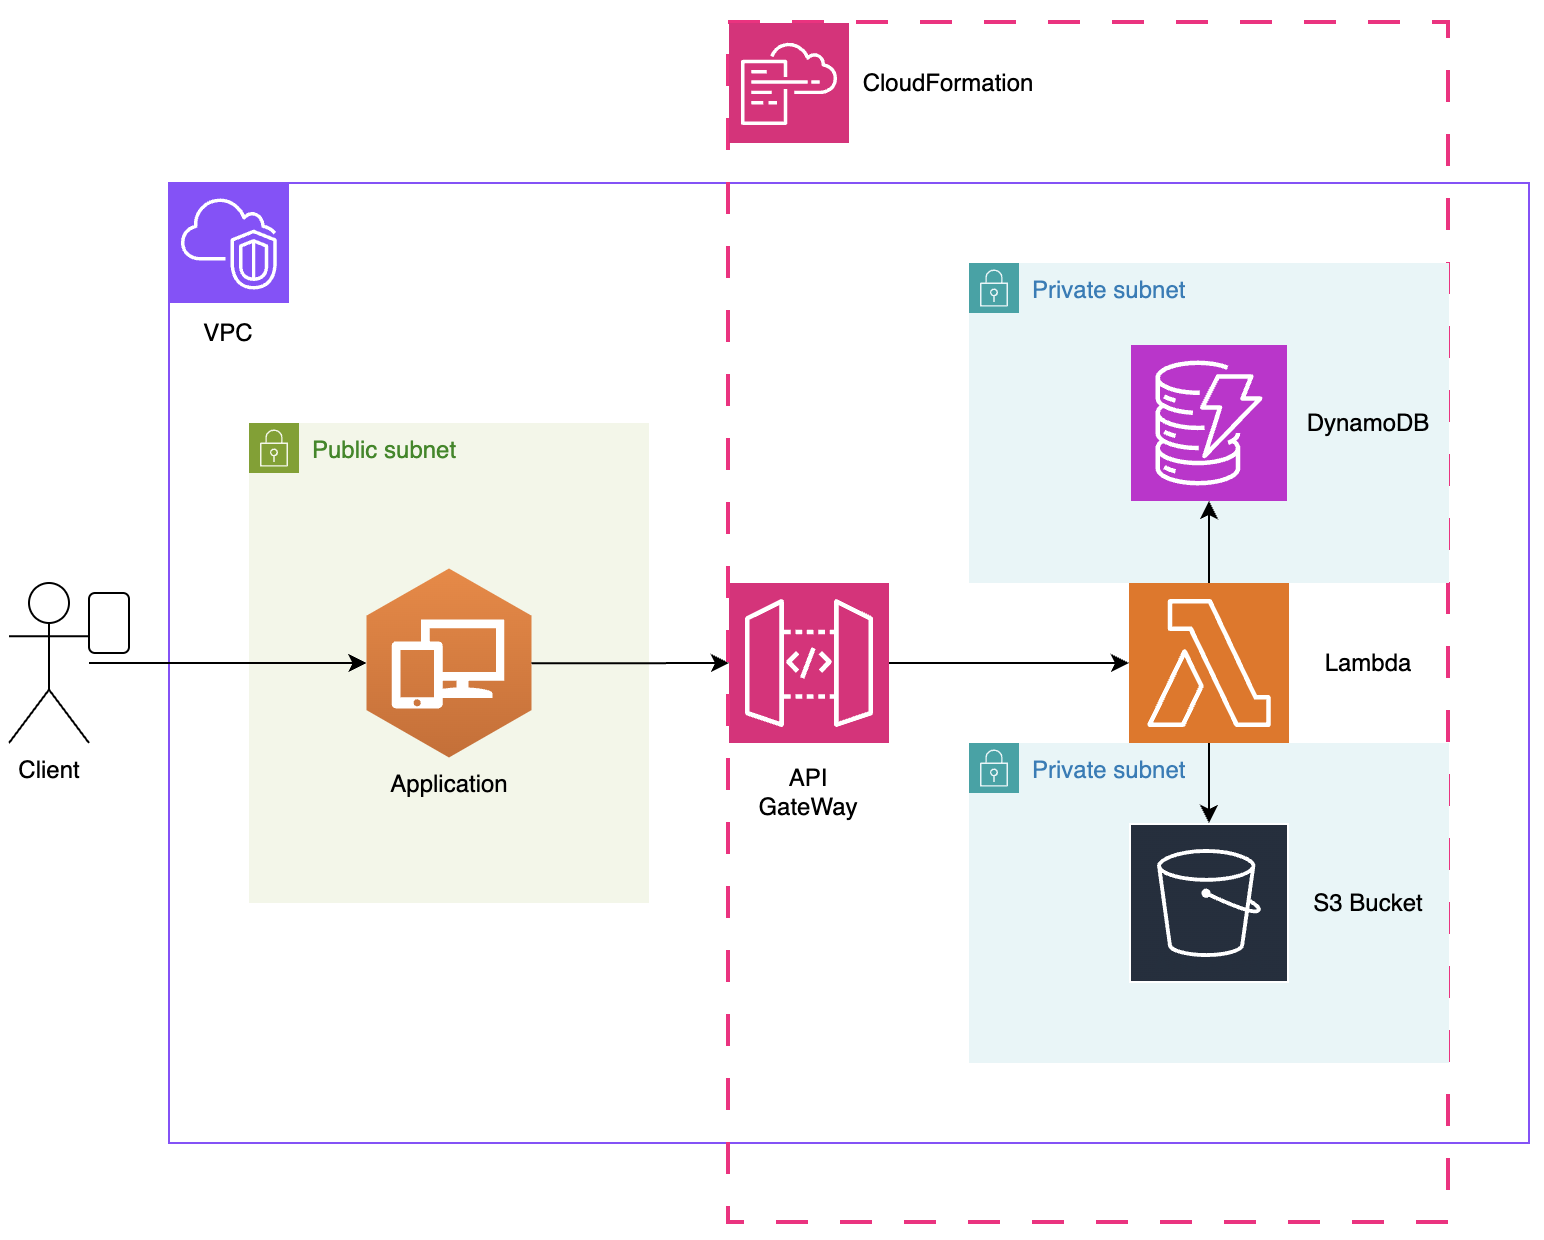 CloudFormation
VPC
Private subnet
DynamoDB
Public subnet
Client
Application
API
GateWay
Lambda
Private subnet
S3 Bucket